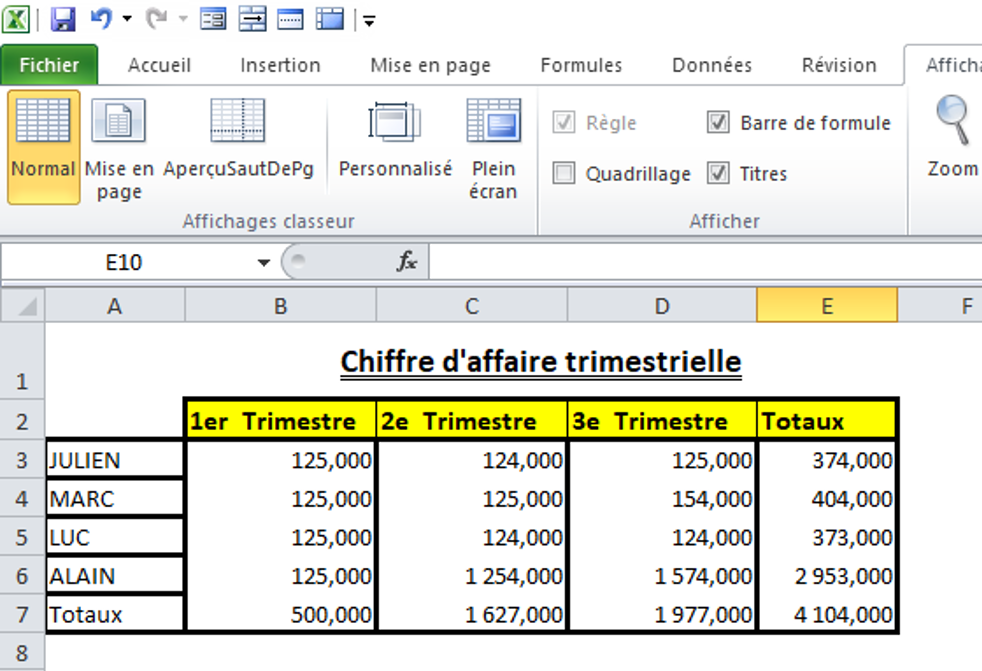 Fichier Accueil Insertion Mise en page Formules Données Révision Affich
Normal Mise en page AperçuSautDePg Personnalisé Plein écran Règle Barre de formule Quadrillage Titres Zoom
Affichages classeur Afficher
E10 fx
A B C D E F
1 Chiffre d'affaire trimestrielle
2 1er Trimestre 2e Trimestre 3e Trimestre Totaux
3 JULIEN 125,000 124,000 125,000 374,000
4 MARC 125,000 125,000 154,000 404,000
5 LUC 125,000 124,000 124,000 373,000
6 ALAIN 125,000 1 254,000 1 574,000 2 953,000
7 Totaux 500,000 1 627,000 1 977,000 4 104,000
8